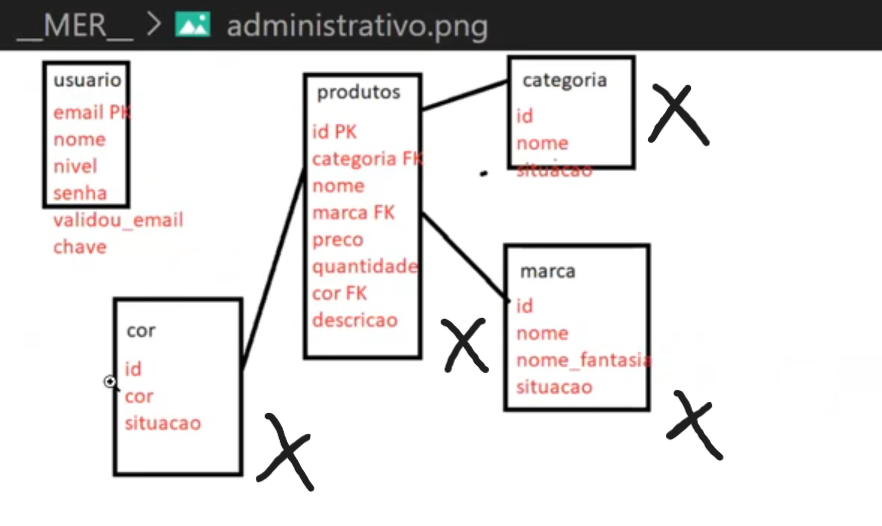 __MER__ > administrativo.png
usuario
email PK
nome
nivel
senha
validou_email
chave
produtos
id PK
categoria FK
nome
marca FK
preco
quantidade
cor FK
descricao
categoria
id
nome
situacao
marca
id
nome
nome_fantasia
situacao
cor
id
cor
situacao
X
X
X
X